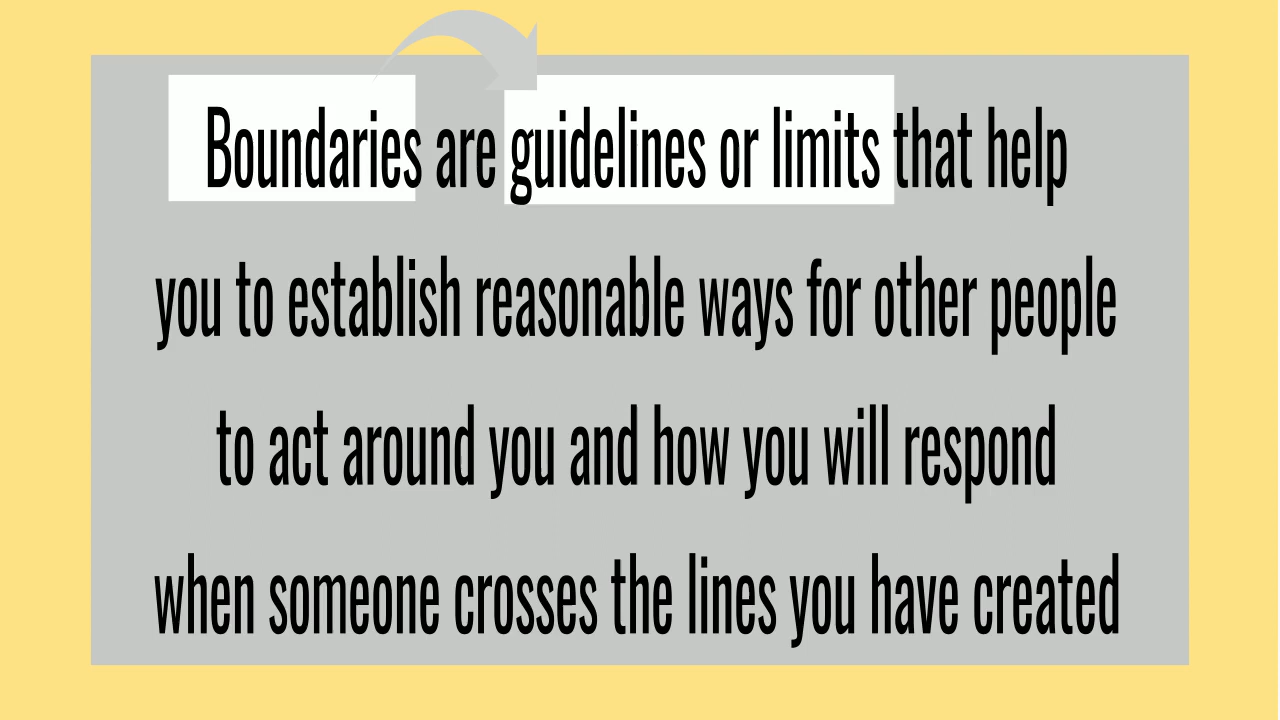 Boundaries are guidelines or limits that help
you to establish reasonable ways for other people
to act around you and how you will respond
when someone crosses the lines you have created